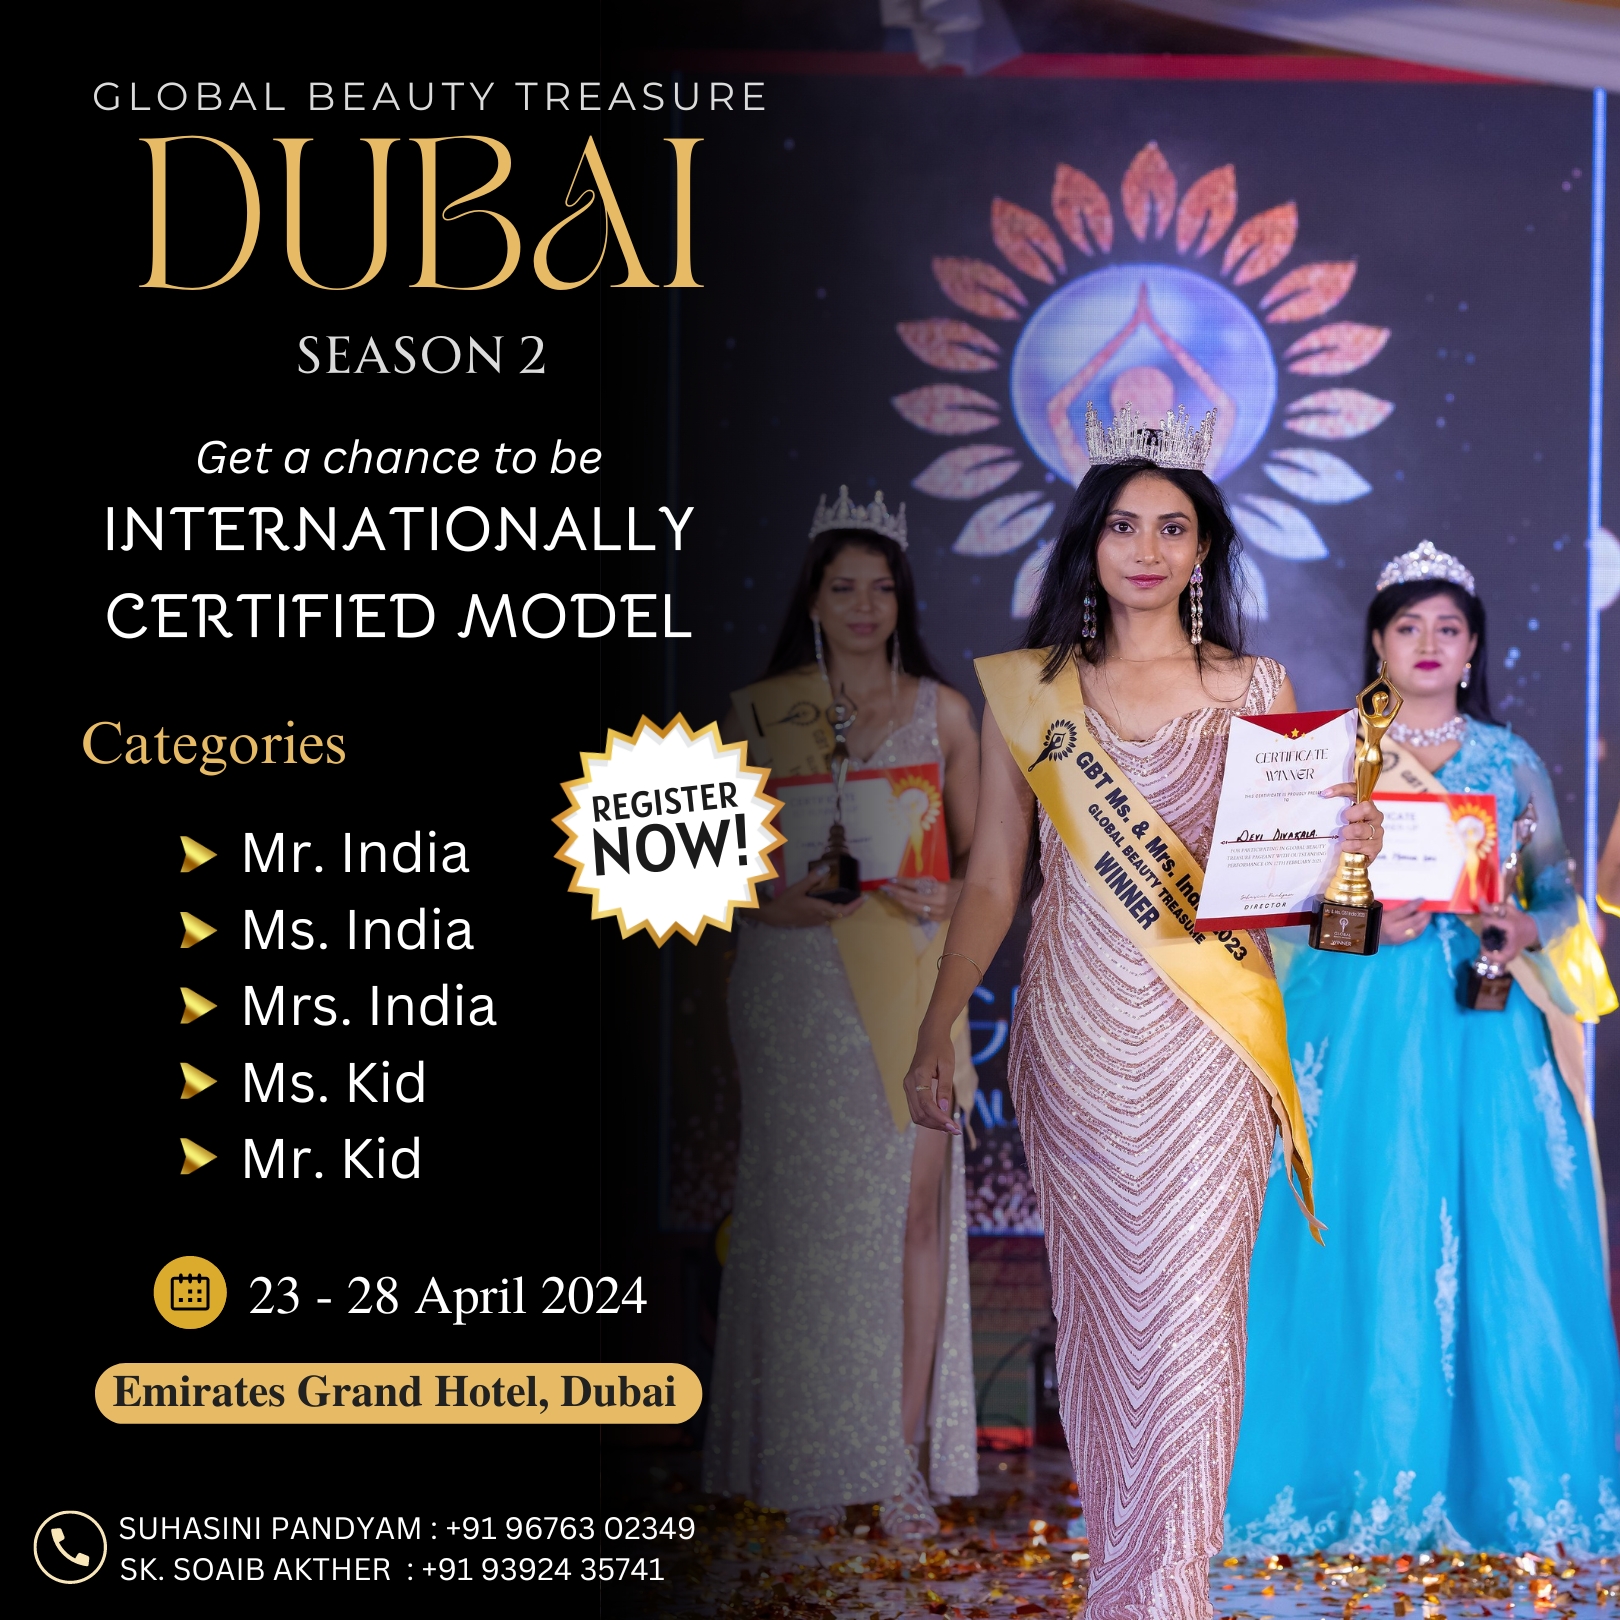 GLOBAL BEAUTY TREASURE
DUBAI
SEASON 2
Get a chance to be
INTERNATIONALLY
CERTIFIED MODEL
Categories
Mr. India
Ms. India
Mrs. India
Ms. Kid
Mr. Kid
REGISTER
NOW!
23 - 28 April 2024
Emirates Grand Hotel, Dubai
SUHASINI PANDYAM : +91 96763 02349
SK. SOAIB AKTHER : +91 93924 35741
GBT Ms. & Mrs. 2023
GLOBAL BEAUTY TREASURE
WINNER
CERTIFICATE
WINNER
DEVI DIVAKALA
DIRECTOR
WINNER